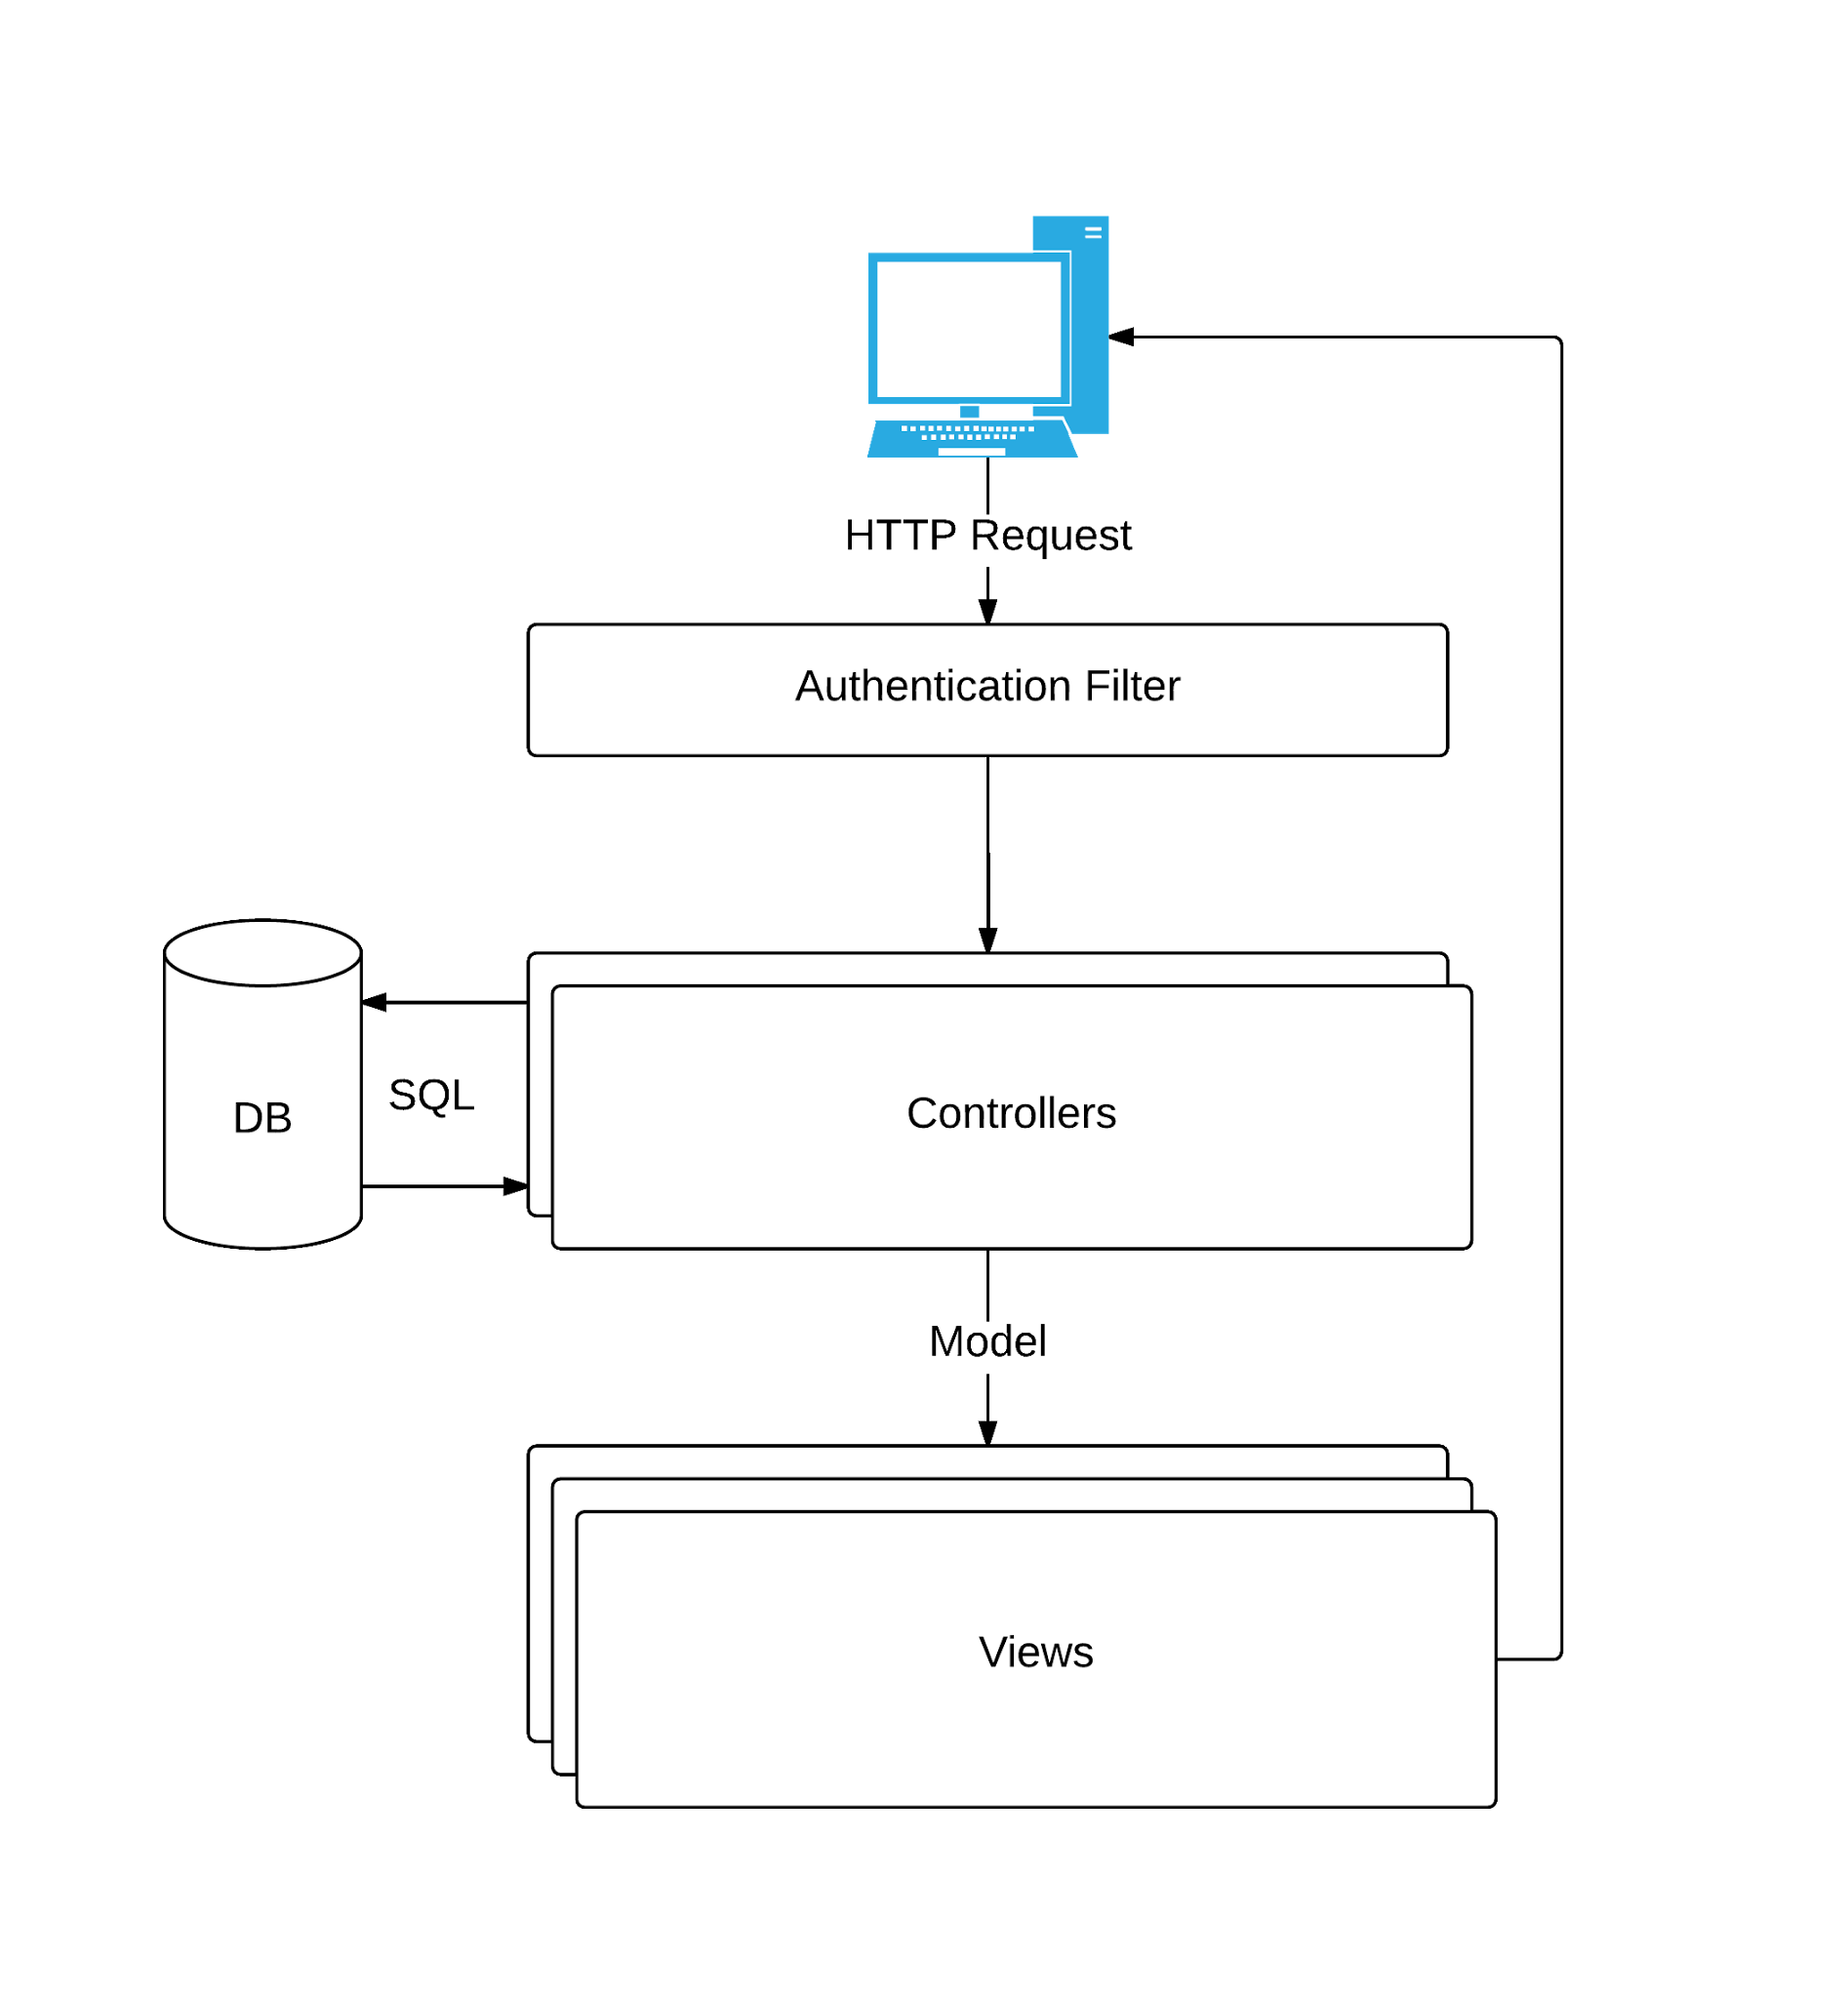 HTTP Request
Authentication Filter
DB
SQL
Controllers
Model
Views